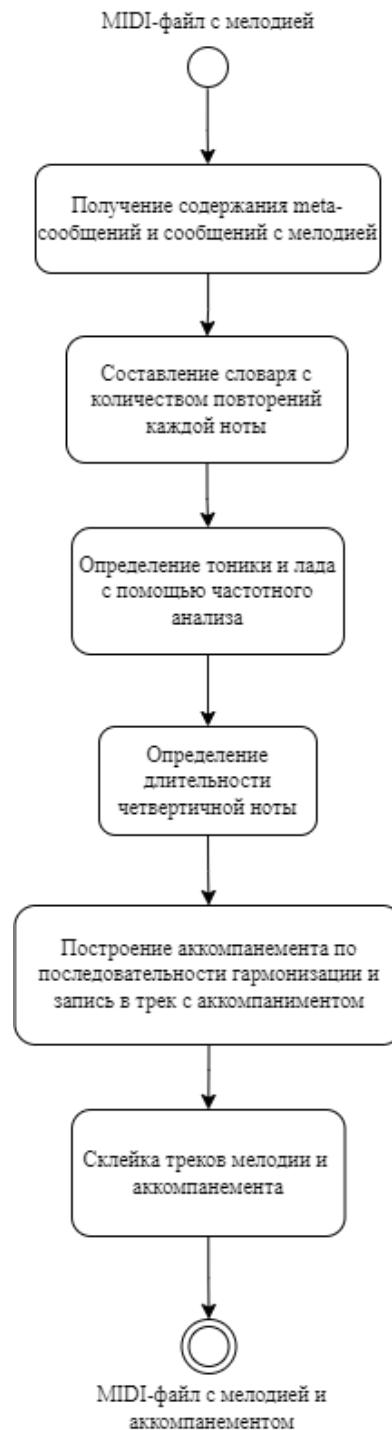 MIDI-файл с мелодией
Получение содержания meta-
сообщений и сообщений с мелодией
Составление словаря с
количеством повторений
каждой ноты
Определение тоники и лада
с помощью частотного
анализа
Определение
длительности
четвертичной ноты
Построение аккомпанемента по
последовательности гармонизации и
запись в трек с аккомпаниментом
Склейка треков мелодии и
аккомпанемента
MIDI-файл с мелодией и
аккомпанементом